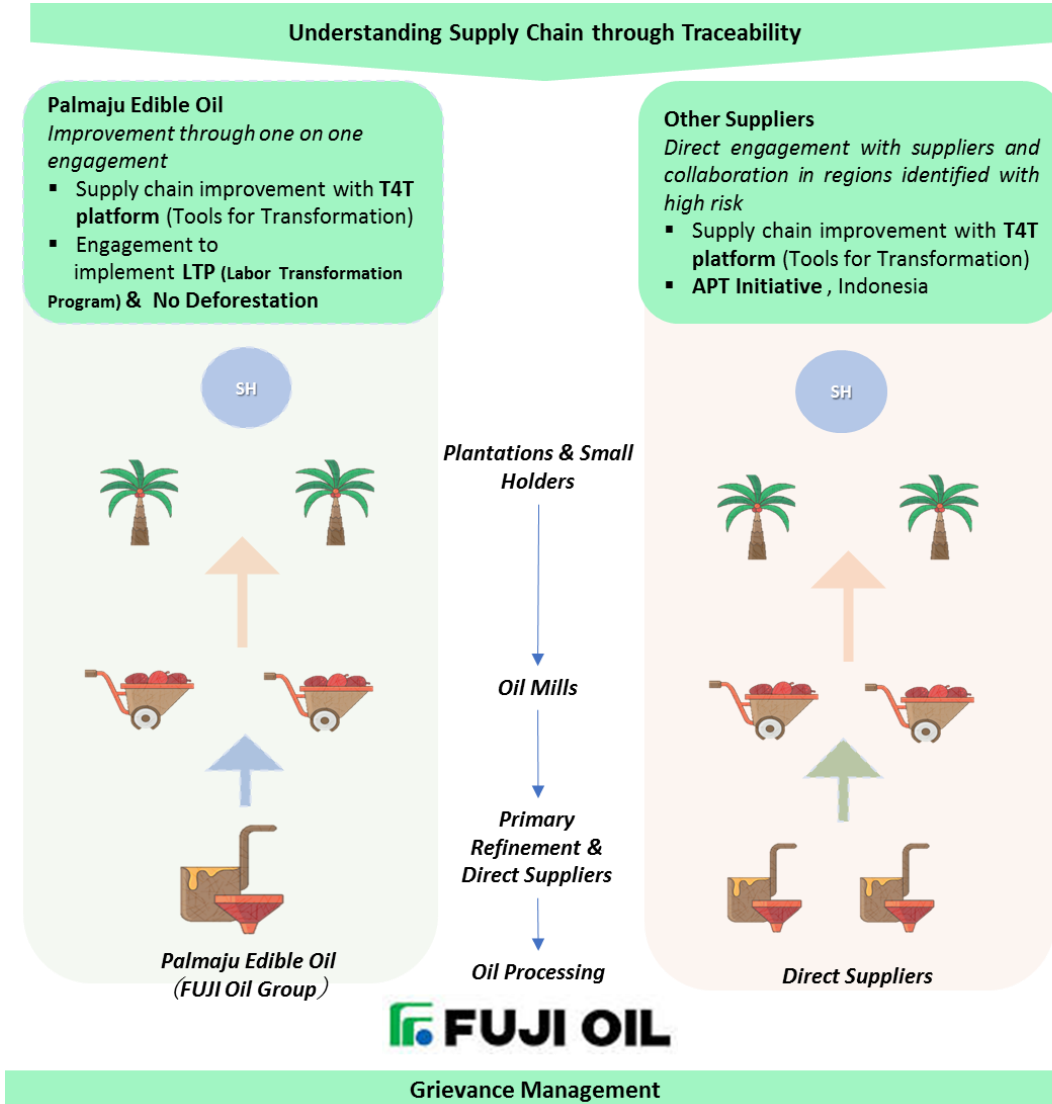 Understanding Supply Chain through Traceability
Palmaju Edible Oil
Improvement through one on one
engagement
▪ Supply chain improvement with T4T
platform (Tools for Transformation)
▪ Engagement to
implement LTP (Labor Transformation
Program) & No Deforestation
Other Suppliers
Direct engagement with suppliers and
collaboration in regions identified with
high risk
▪ Supply chain improvement with T4T
platform (Tools for Transformation)
▪ APT Initiative , Indonesia
SH
SH
Plantations & Small
Holders
Oil Mills
Primary
Refinement &
Direct Suppliers
Oil Processing
Palmaju Edible Oil
(FUJI Oil Group)
Direct Suppliers
FUJI OIL
Grievance Management